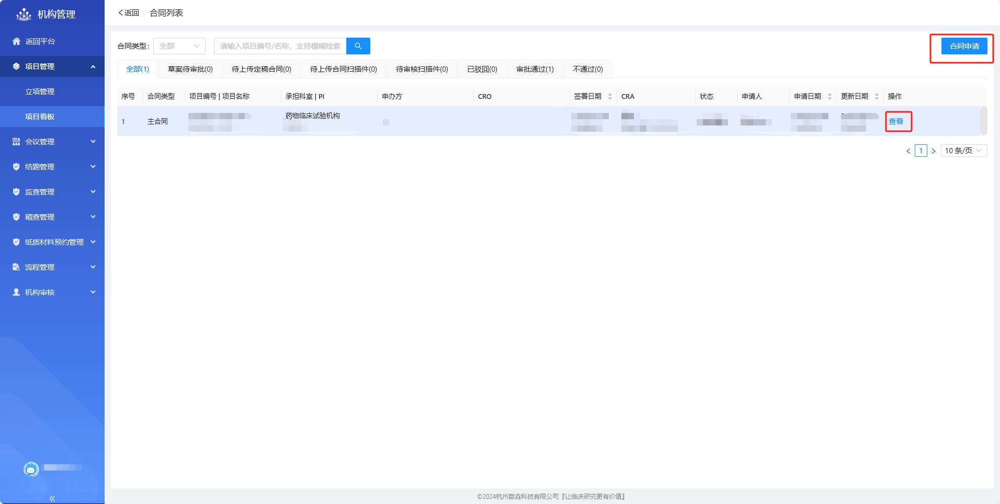 机构管理
返回平台
项目管理
立项管理
项目看板
会议管理
结题管理
监查管理
稽查管理
纸质材料预约管理
流程管理
机构审核
返回 合同列表
合同类型: 全部 请输入项目编号/名称，支持模糊检索 合同申请
全部(1) 草案待审批(0) 待上传定稿合同(0) 待上传合同扫描件(0) 待审核扫描件(0) 已驳回(0) 审批通过(1) 不通过(0)
序号 合同类型 项目编号 | 项目名称 承担科室 | PI 申办方 CRO 签署日期 CRA 状态 申请人 申请日期 更新日期 操作
1 主合同 药物临床试验机构 查看
1 10 条/页
©2024杭州数垚科技有限公司『让临床研究更有价值』